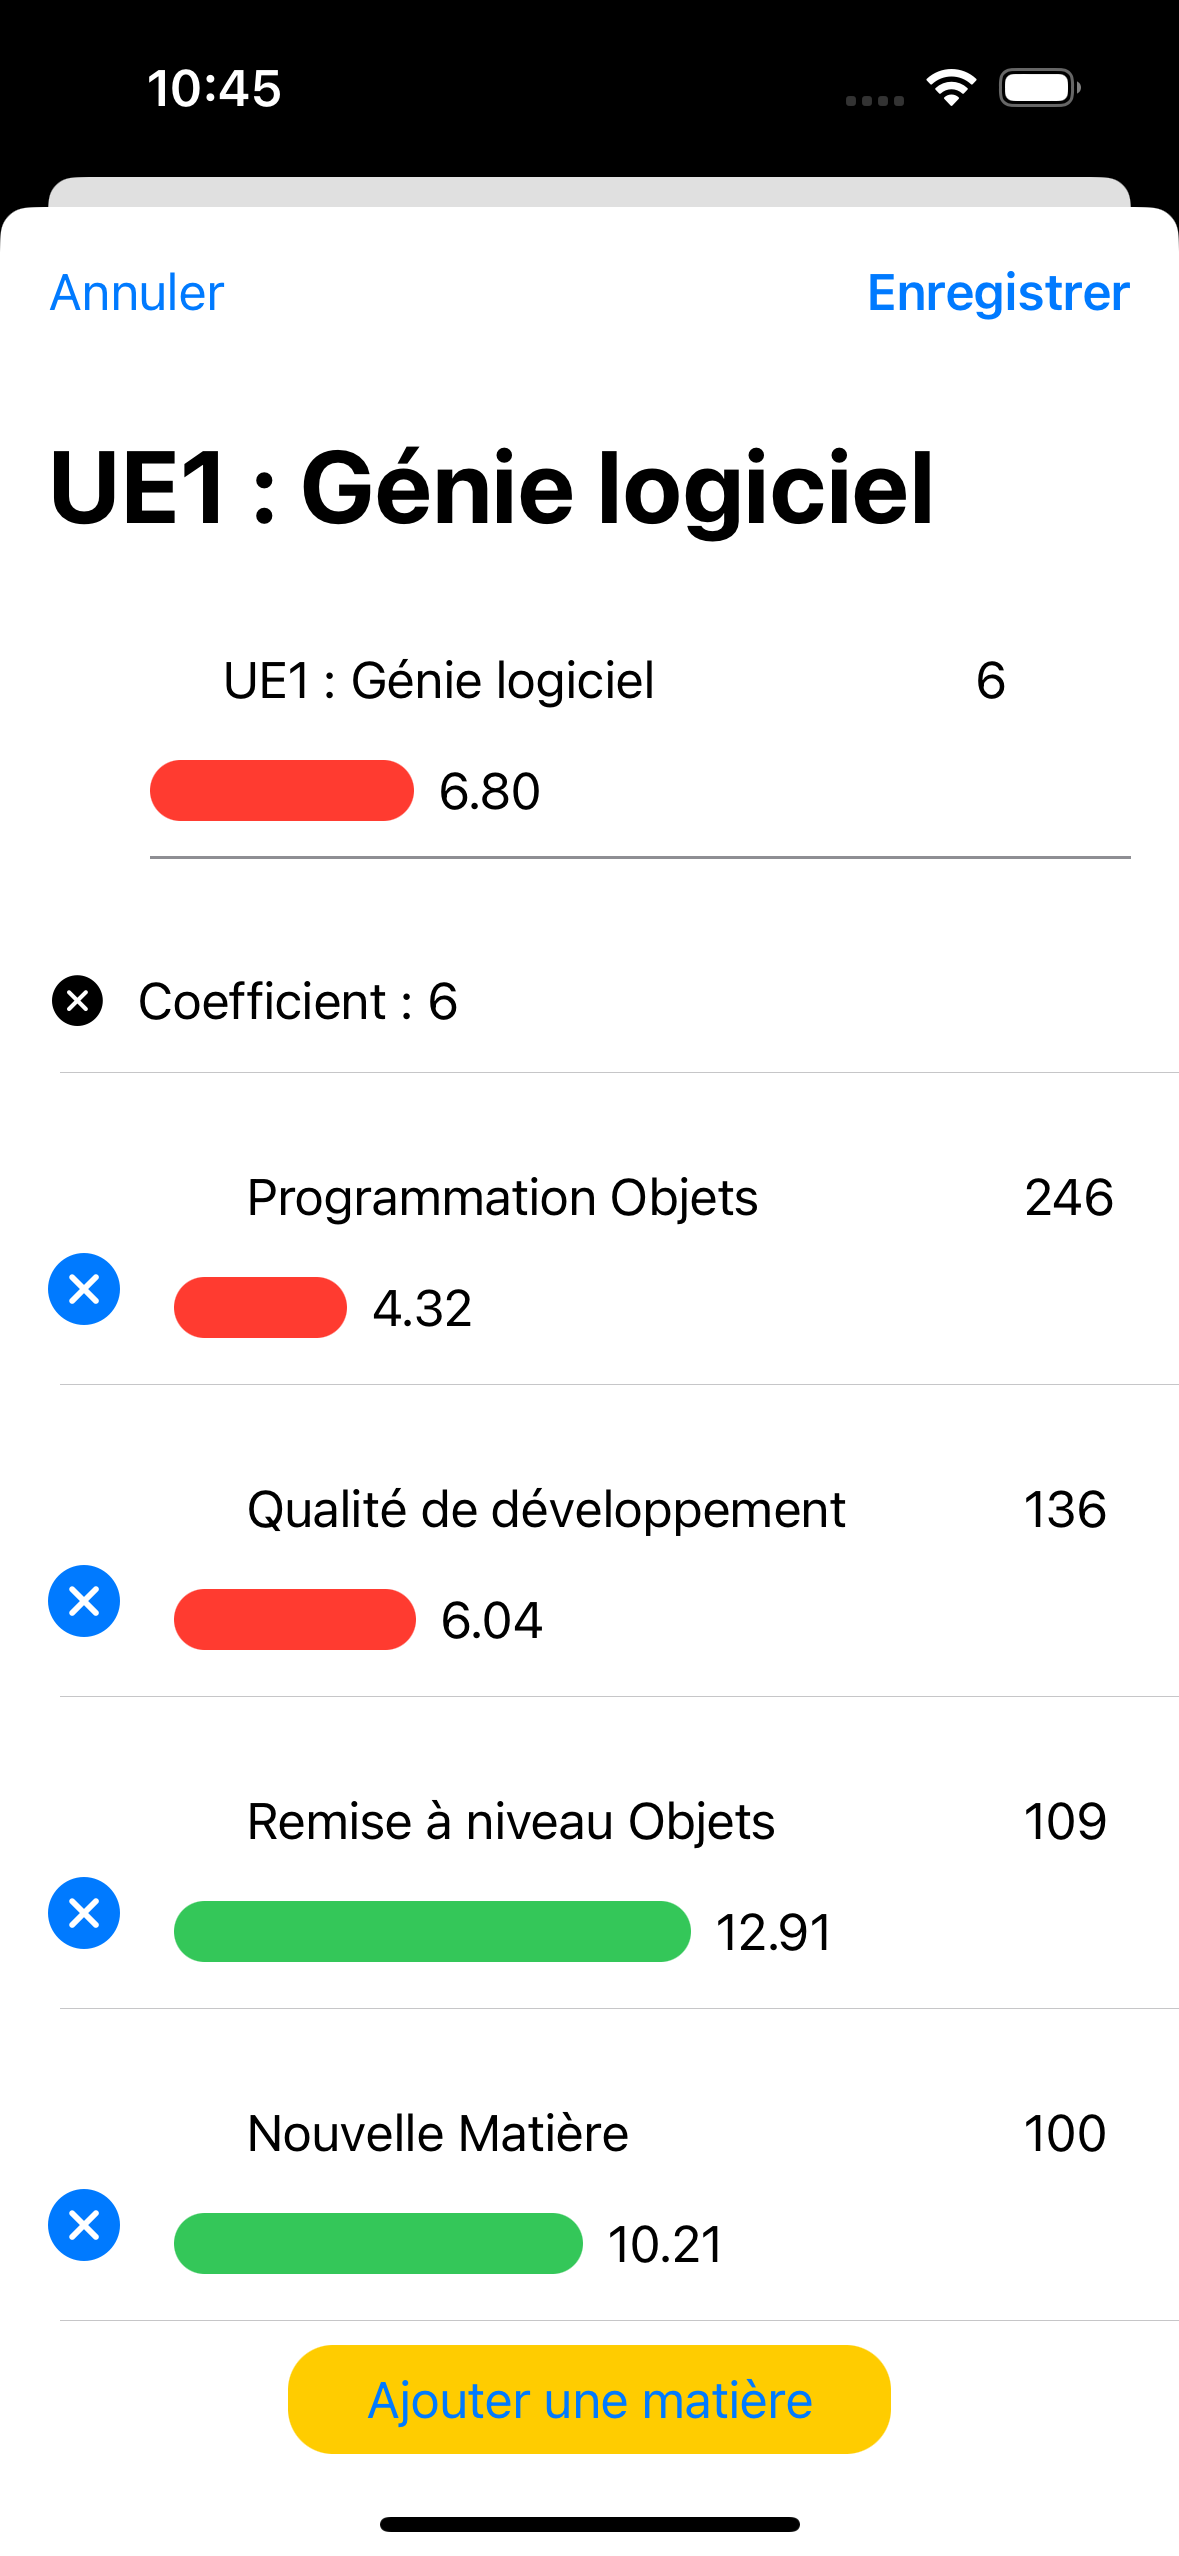 10:45
Annuler Enregistrer
UE1 : Génie logiciel
UE1 : Génie logiciel 6
6.80
Coefficient : 6
Programmation Objets 246
4.32
Qualité de développement 136
6.04
Remise à niveau Objets 109
12.91
Nouvelle Matière 100
10.21
Ajouter une matière